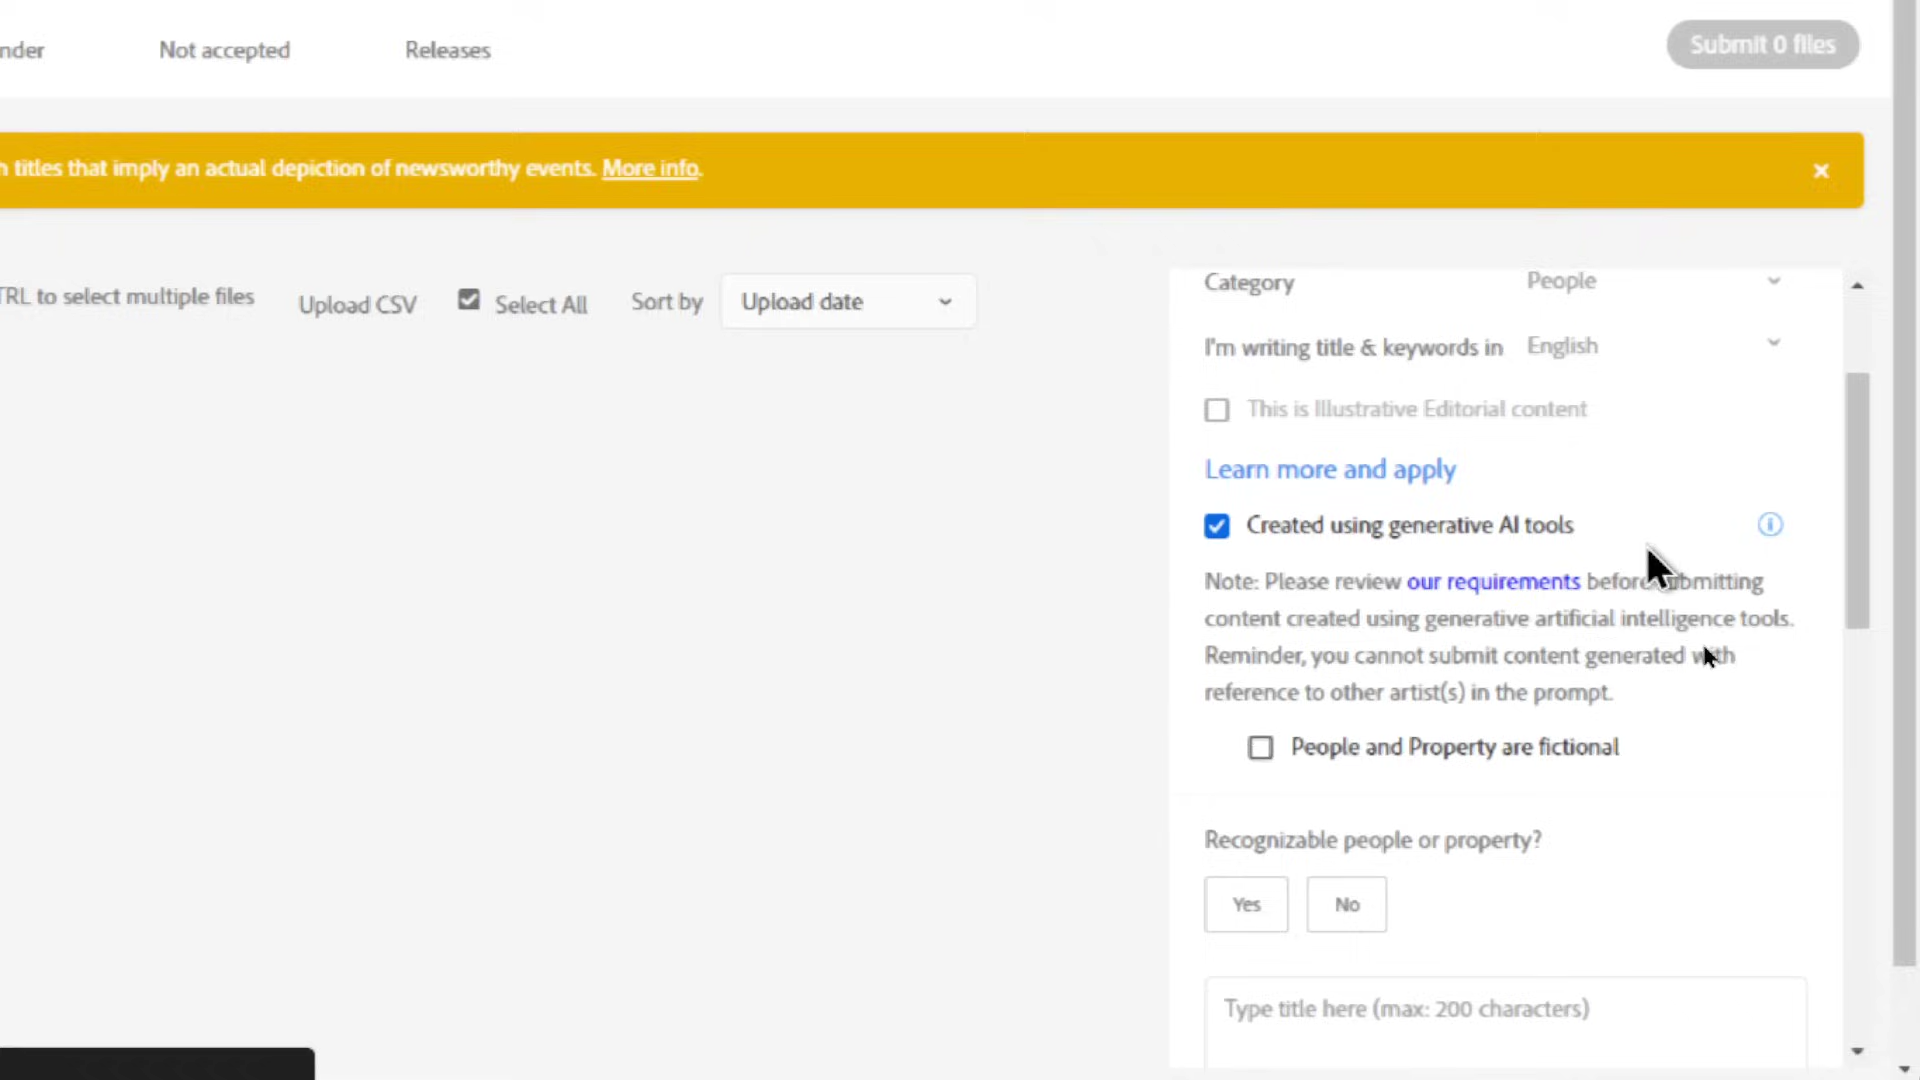 nder Not accepted Releases Submit 0 files
h titles that imply an actual depiction of newsworthy events. More info.
TRL to select multiple files Upload CSV Select All Sort by Upload date
Category People
I'm writing title & keywords in English
This is Illustrative Editorial content
Learn more and apply
Created using generative AI tools
Note: Please review our requirements before submitting
content created using generative artificial intelligence tools.
Reminder, you cannot submit content generated with
reference to other artist(s) in the prompt.
People and Property are fictional
Recognizable people or property?
Yes No
Type title here (max: 200 characters)